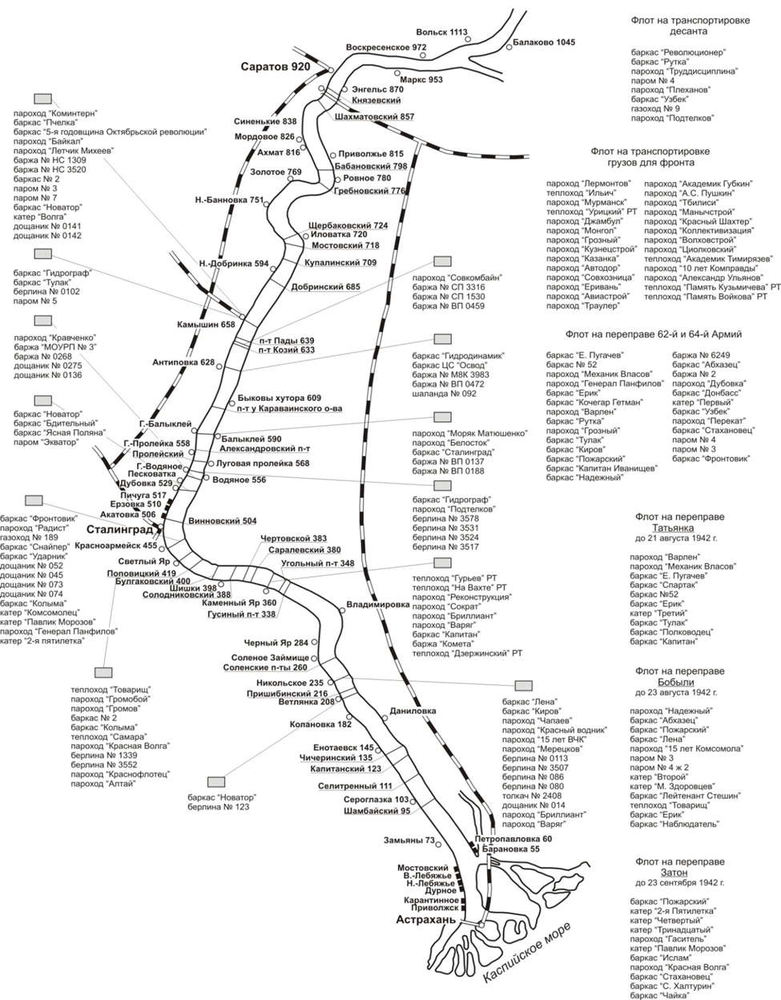 Вольск 1113
Балаково 1045
Воскресенское 972
Саратов 920
Маркс 953
Энгельс 870
Князевский
Шахматовский 857
Синенькие 838
Мордовое 826
Ахмат 816
Приволжье 815
Бабановский 798
Золотое 769
Ровное 780
Гребновский 776
Н.-Банновка 751
Щербаковский 724
Иловатка 720
Мостовский 718
Н.-Добринка 594
Купалинский 709
Добринский 685
Камышин 658
п-т Пады 639
п-т Козий 633
Антиповка 628
Быковы хутора 609
п-т у Караваинского о-ва
Г.-Балыклей
Балыклей 590
Г.-Пролейка 558
Александровский п-т
Пролейский
Луговая пролейка 568
Г.-Водяное
Песковатка
Водяное 556
Дубовка 529
Пичуга 517
Ерзовка 510
Акатовка 506
Винновский 504
Сталинград
Красноармейск 455
Чертовской 383
Саралевский 380
Светлый Яр
Угольный п-т 348
Поповицкий 419
Булгаковский 400
Шишки 398
Солодниковский 388
Каменный Яр 360
Гусиный п-т 338
Владимировка
Черный Яр 284
Соленое Займище
Соленские п-ты 260
Никольское 235
Пришибинский 216
Ветлянка 208
Даниловка
Копановка 182
Енотаевск 145
Чичеринский 135
Капитанский 123
Селитренный 111
Сероглазка 103
Шамбайский 95
Замьяны 73
Петропавловка 60
Барановка 55
Мостовский
В.-Лебяжье
Н.-Лебяжье
Дурное
Карантинное
Приволжск
Астрахань
Каспийское море
пароход "Коминтерн"
баркас "Пчелка"
баркас "5-я годовщина Октябрьской революции"
пароход "Байкал"
пароход "Летчик Михеев"
баржа № НС 1309
баржа № НС 3520
баркас № 2
паром № 3
паром № 7
баркас "Новатор"
катер "Волга"
дощаник № 0141
дощаник № 0142
баркас "Гидрограф"
баркас "Тулак"
берлина № 0102
паром № 5
пароход "Кравченко"
баржа "МОУРП № 3"
баржа № 0268
дощаник № 0275
дощаник № 0136
баркас "Новатор"
баркас "Бдительный"
баркас "Ясная Поляна"
паром "Экватор"
баркас "Фронтовик"
пароход "Радист"
газоход № 189
баркас "Снайпер"
баркас "Ударник"
дощаник № 052
дощаник № 045
дощаник № 073
дощаник № 074
баркас "Колыма"
катер "Комсомолец"
катер "Павлик Морозов"
пароход "Генерал Панфилов"
катер "2-я пятилетка"
теплоход "Товарищ"
пароход "Громобой"
пароход "Громов"
баркас № 2
баркас "Колыма"
теплоход "Самара"
пароход "Красная Волга"
берлина № 1339
берлина № 3552
пароход "Краснофлотец"
пароход "Алтай"
баркас "Новатор"
берлина № 123
пароход "Совкомбайн"
баржа № СП 3316
баржа № СП 1530
баржа № ВП 0459
баркас "Гидродинамик"
баркас ЦС "Освод"
баржа № М8К 3983
баржа № ВП 0472
шаланда № 092
пароход "Моряк Матюшенко"
пароход "Белосток"
баркас "Сталинград"
баржа № ВП 0137
баржа № ВП 0188
баркас "Гидрограф"
пароход "Подтелков"
берлина № 3578
берлина № 3531
берлина № 3524
берлина № 3517
теплоход "Гурьев" РТ
теплоход "На Вахте" РТ
пароход "Реконструкция"
пароход "Сократ"
пароход "Бриллиант"
пароход "Варяг"
баркас "Капитан"
баржа "Комета"
теплоход "Дзержинский" РТ
баркас "Лена"
баркас "Киров"
пароход "Чапаев"
пароход "Красный водник"
пароход "15 лет ВЧК"
пароход "Мерецков"
берлина № 0113
берлина № 3507
берлина № 086
берлина № 080
толкач № 2408
дощаник № 014
пароход "Бриллиант"
пароход "Варяг"
Флот на транспортировке
десанта
баркас "Революционер"
баркас "Рутка"
пароход "Труддисциплина"
паром № 4
пароход "Плеханов"
баркас "Узбек"
газоход № 9
пароход "Подтелков"
Флот на транспортировке
грузов для фронта
пароход "Лермонтов"
теплоход "Ильич"
пароход "Мурманск"
теплоход "Урицкий" РТ
пароход "Джамбул"
пароход "Монгол"
пароход "Грозный"
пароход "Кузнецстрой"
пароход "Казанка"
пароход "Автодор"
пароход "Совхозница"
пароход "Еривань"
пароход "Авиастрой"
пароход "Траулер"
пароход "Академик Губкин"
пароход "А.С. Пушкин"
пароход "Тбилиси"
пароход "Манычстрой"
пароход "Красный Шахтер"
пароход "Коллективизация"
пароход "Волховстрой"
пароход "Циолковский"
теплоход "Академик Тимирязев"
пароход "10 лет Комправды"
пароход "Александр Ульянов"
теплоход "Память Кузьмичева" РТ
теплоход "Память Войкова" РТ
Флот на переправе 62-й и 64-й Армий
баркас "Е. Пугачев"
баркас № 52
пароход "Механик Власов"
пароход "Генерал Панфилов"
баркас "Ерик"
баркас "Кочегар Гетман"
пароход "Варлен"
баркас "Рутка"
пароход "Грозный"
баркас "Тулак"
баркас "Киров"
баркас "Пожарский"
баркас "Капитан Иванищев"
баркас "Надежный"
баржа № 6249
баркас "Абхазец"
баржа № 2
пароход "Дубовка"
баркас "Донбасс"
катер "Первый"
баркас "Узбек"
пароход "Перекат"
баркас "Стахановец"
паром № 4
паром № 3
баркас "Фронтовик"
Флот на переправе
Татьянка
до 21 августа 1942 г.
пароход "Варлен"
пароход "Механик Власов"
баркас "Е. Пугачев"
баркас "Спартак"
баркас №52
баркас "Ерик"
катер "Третий"
баркас "Тулак"
баркас "Полководец"
баркас "Капитан"
Флот на переправе
Бобыли
до 23 августа 1942 г.
пароход "Надежный"
баркас "Абхазец"
баркас "Пожарский"
баркас "Лена"
пароход "15 лет Комсомола"
паром № 3
паром № 4 ж 2
катер "Второй"
катер "М. Здоровцев"
баркас "Лейтенант Стешин"
теплоход "Товарищ"
баркас "Ерик"
баркас "Наблюдатель"
Флот на переправе
Затон
до 23 сентября 1942 г.
баркас "Пожарский"
катер "2-я Пятилетка"
катер "Четвертый"
катер "Тринадцатый"
пароход "Гаситель"
катер "Павлик Морозов"
баркас "Ислам"
пароход "Красная Волга"
баркас "Стахановец"
баркас "С. Халтурин"
баркас "Чайка"